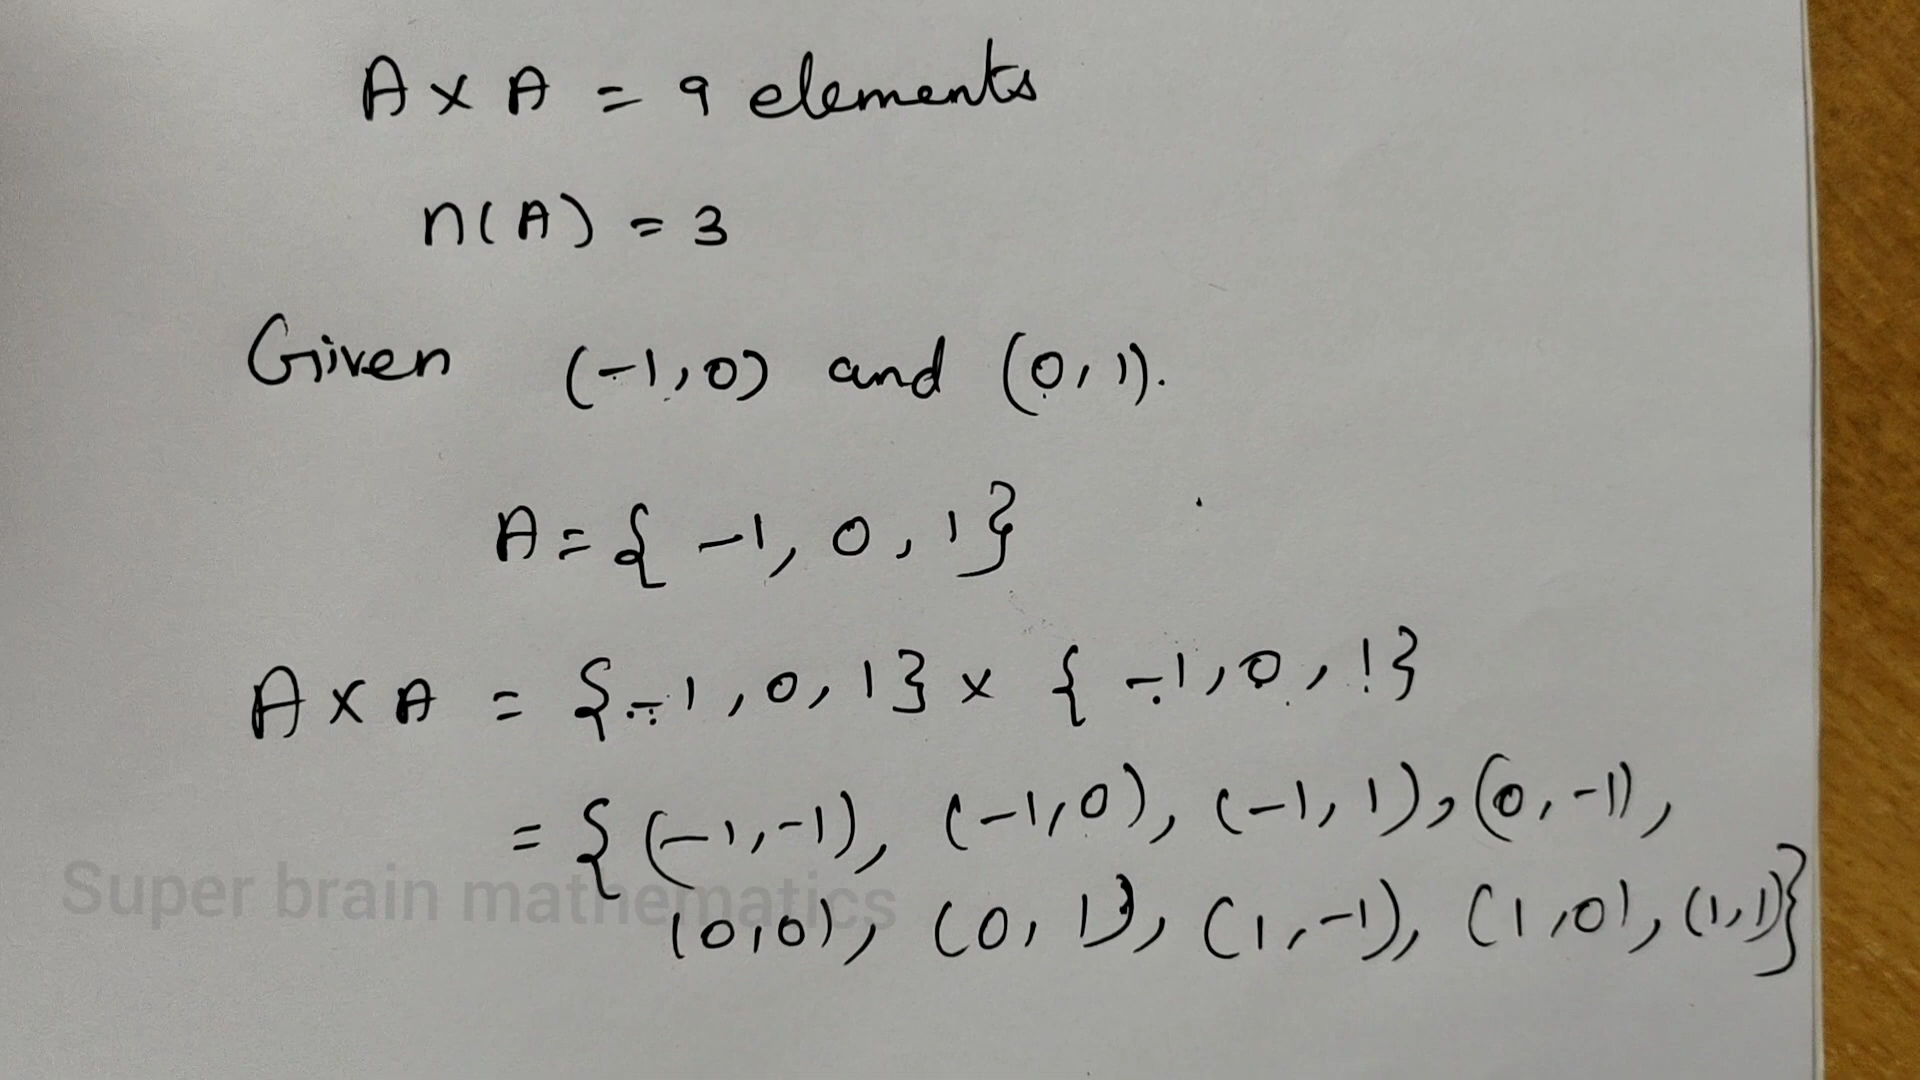 A × A = 9 elements
n(A) = 3
Given (-1,0) and (0,1).
A = { -1, 0, 1}
A × A = {-1, 0, 1} × { -1, 0, 1}
= {(-1,-1), (-1,0), (-1, 1), (0, -1),
(0,0), (0, 1), (1,-1), (1,0), (1,1)}
Super brain mathematics